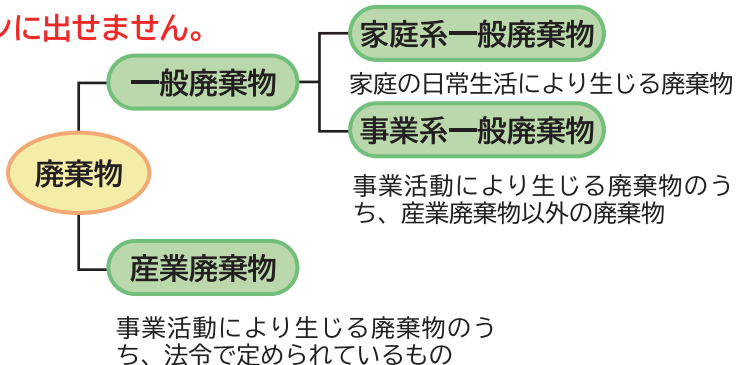 ンに出せません。
家庭系一般廃棄物
一般廃棄物
家庭の日常生活により生じる廃棄物
事業系一般廃棄物
廃棄物
事業活動により生じる廃棄物のう
ち、産業廃棄物以外の廃棄物
産業廃棄物
事業活動により生じる廃棄物のう
ち、法令で定められているもの